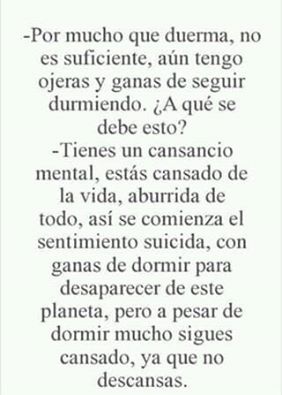 -Por mucho que duerma, no
es suficiente, aún tengo
ojeras y ganas de seguir
durmiendo. ¿A qué se
debe esto?
-Tienes un cansancio
mental, estás cansado de
la vida, aburrida de
todo, así se comienza el
sentimiento suicida, con
ganas de dormir para
desaparecer de este
planeta, pero a pesar de
dormir mucho sigues
cansado, ya que no
descansas.